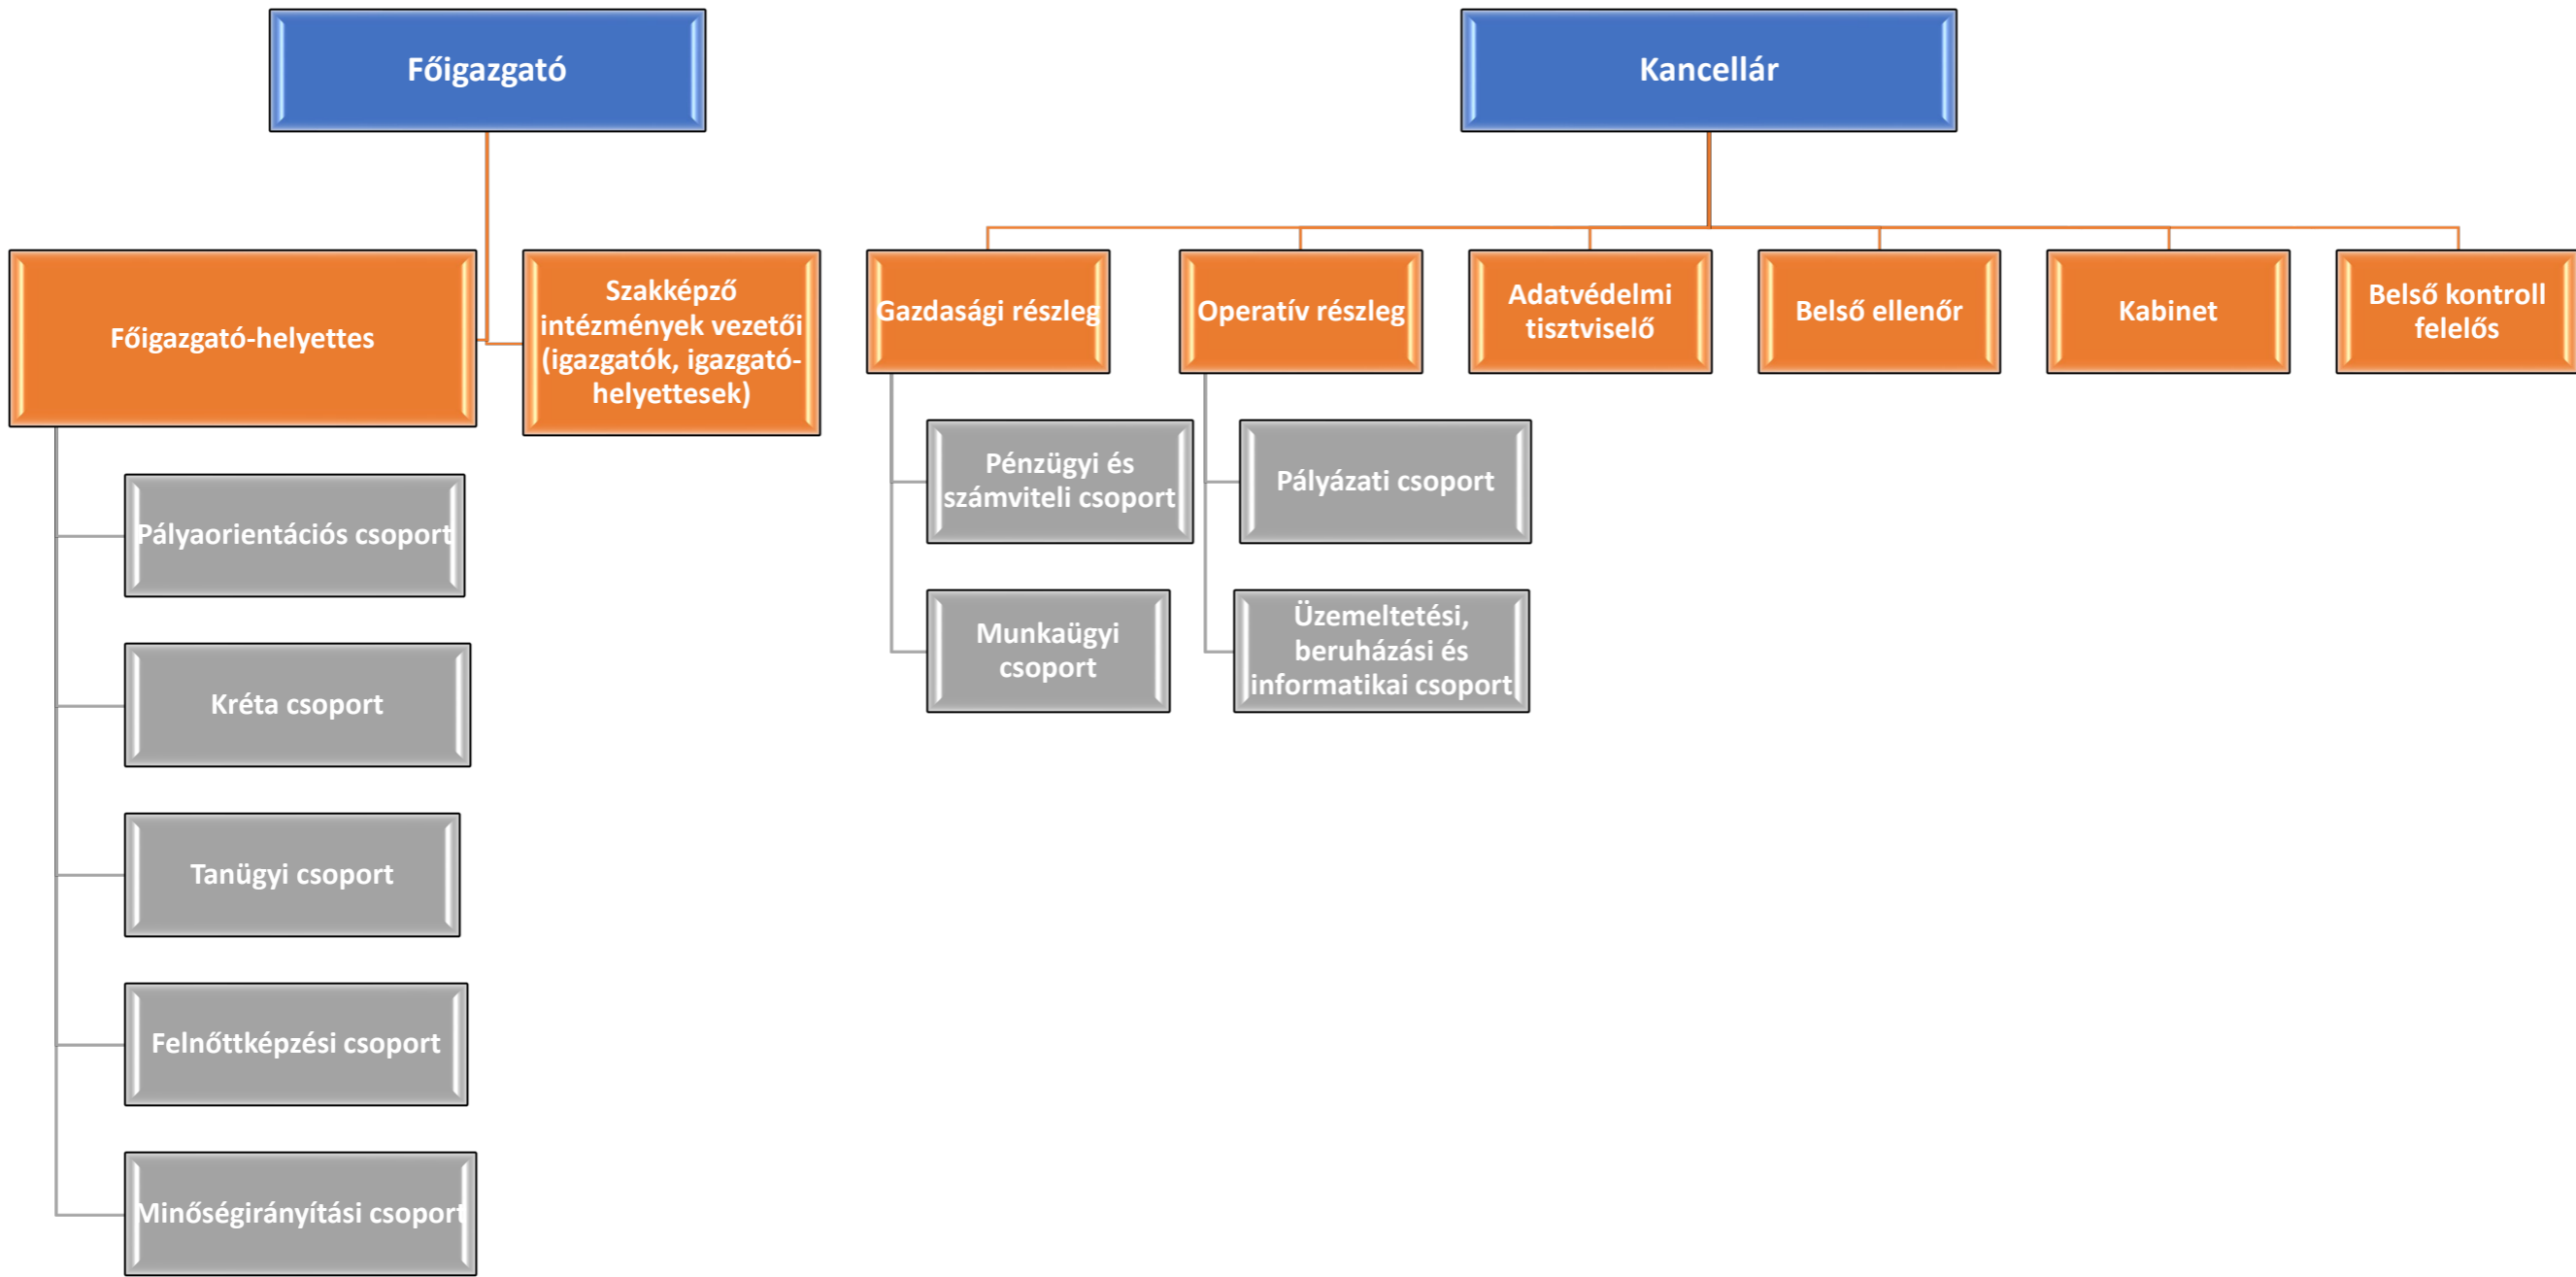 Főigazgató
Kancellár
Főigazgató-helyettes
Szakképző
intézmények vezetői
(igazgatók, igazgató-
helyettesek)
Gazdasági részleg
Operatív részleg
Adatvédelmi
tisztviselő
Belső ellenőr
Kabinet
Belső kontroll
felelős
Pályaorientációs csoport
Kréta csoport
Tanügyi csoport
Felnőttképzési csoport
Minőségirányítási csoport
Pénzügyi és
számviteli csoport
Munkaügyi
csoport
Pályázati csoport
Üzemeltetési,
beruházási és
informatikai csoport